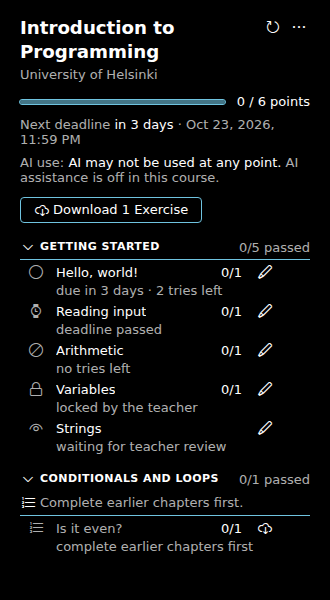 Introduction to
Programming
University of Helsinki
0 / 6 points
Next deadline in 3 days · Oct 23, 2026,
11:59 PM
AI use: AI may not be used at any point. AI
assistance is off in this course.
Download 1 Exercise
GETTING STARTED 0/5 passed
Hello, world! 0/1
due in 3 days · 2 tries left
Reading input 0/1
deadline passed
Arithmetic 0/1
no tries left
Variables 0/1
locked by the teacher
Strings
waiting for teacher review
CONDITIONALS AND LOOPS 0/1 passed
Complete earlier chapters first.
Is it even? 0/1
complete earlier chapters first